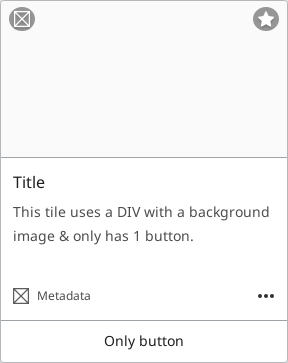 Title
This tile uses a DIV with a background
image & only has 1 button.
Metadata
Only button